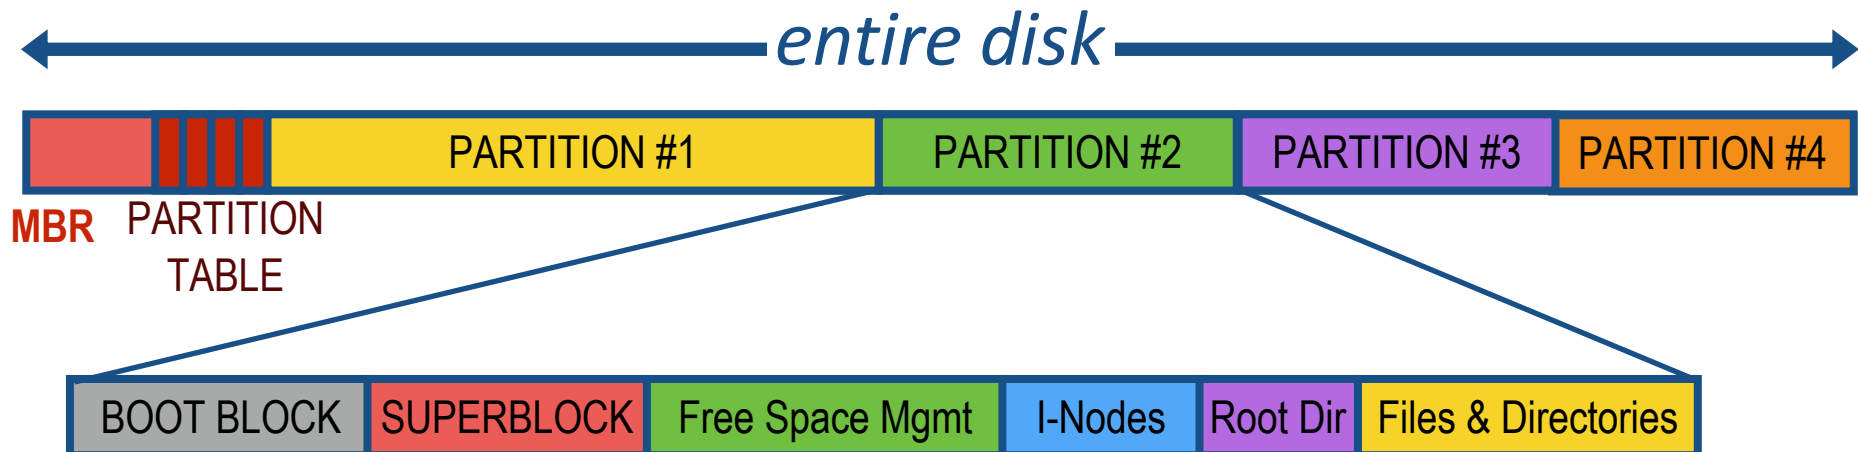 entire disk
PARTITION #1 PARTITION #2 PARTITION #3 PARTITION #4
MBR PARTITION
TABLE
BOOT BLOCK SUPERBLOCK Free Space Mgmt I-Nodes Root Dir Files & Directories